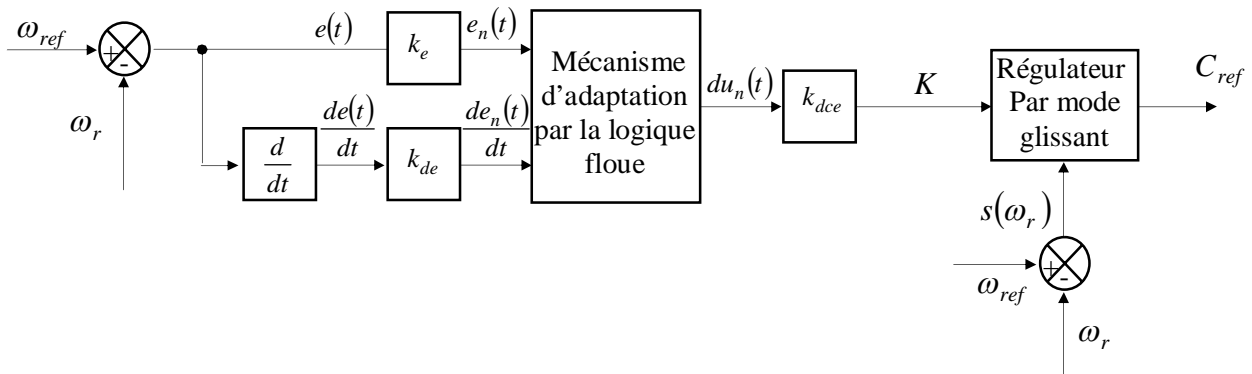 ω_ref
+
-
ω_r
e(t)
k_e
e_n(t)
d/dt
de(t)/dt
k_de
de_n(t)/dt
Mécanisme
d'adaptation
par la logique
floue
du_n(t)
k_dce
K
Régulateur
Par mode
glissant
C_ref
s(ω_r)
+
-
ω_ref
ω_r